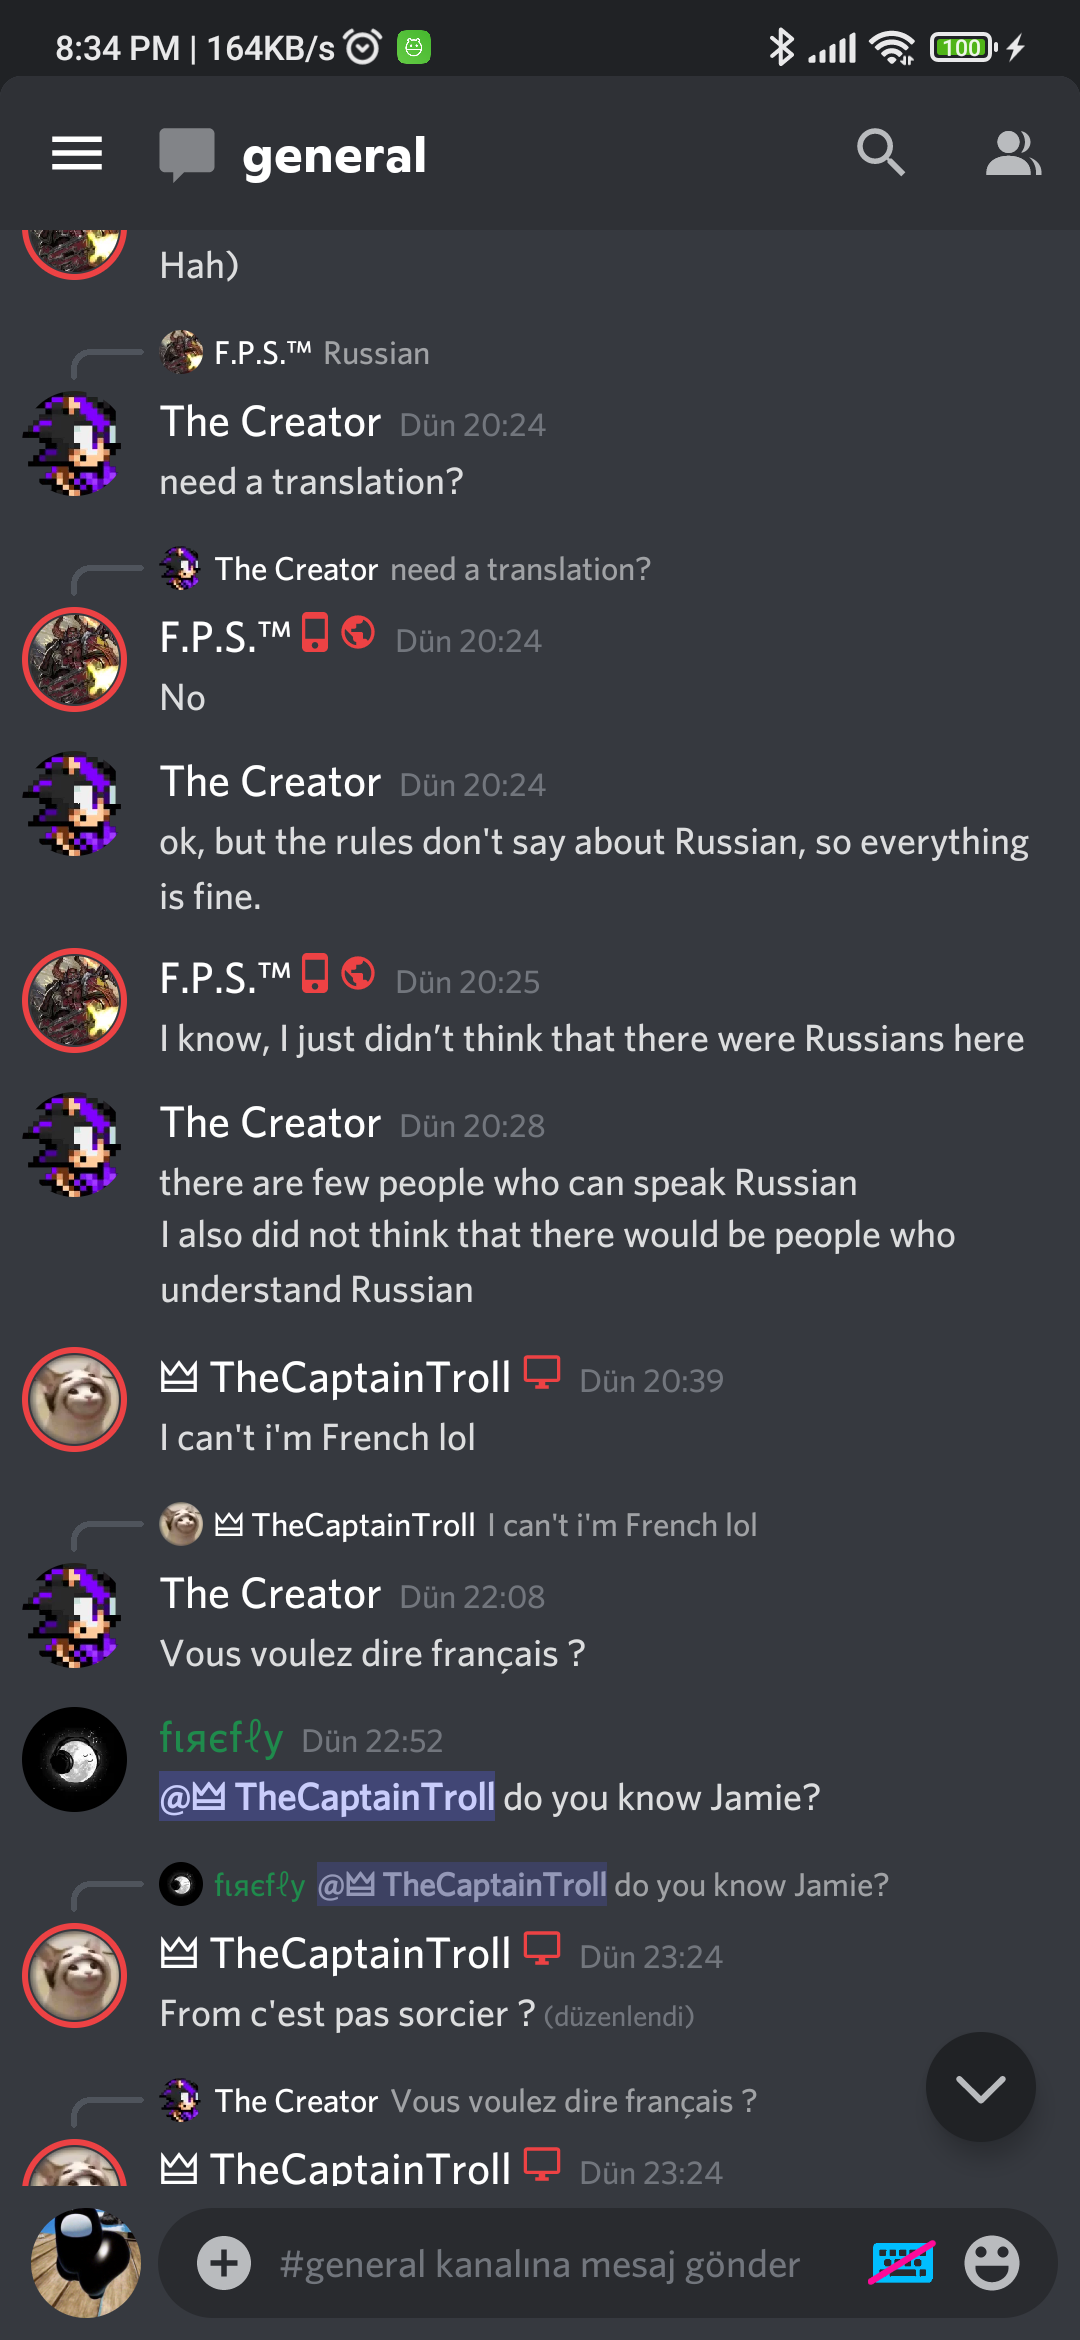 8:34 PM | 164KB/s 100
general
Hah)
F.P.S.™ Russian
The Creator Dün 20:24
need a translation?
The Creator need a translation?
F.P.S.™ Dün 20:24
No
The Creator Dün 20:24
ok, but the rules don't say about Russian, so everything
is fine.
F.P.S.™ Dün 20:25
I know, I just didn’t think that there were Russians here
The Creator Dün 20:28
there are few people who can speak Russian
I also did not think that there would be people who
understand Russian
TheCaptainTroll Dün 20:39
I can't i'm French lol
TheCaptainTroll I can't i'm French lol
The Creator Dün 22:08
Vous voulez dire français ?
fιяєfℓy Dün 22:52
@👑 TheCaptainTroll do you know Jamie?
fιяєfℓy @👑 TheCaptainTroll do you know Jamie?
TheCaptainTroll Dün 23:24
From c'est pas sorcier ? (düzenlendi)
The Creator Vous voulez dire français ?
TheCaptainTroll Dün 23:24
#general kanalına mesaj gönder